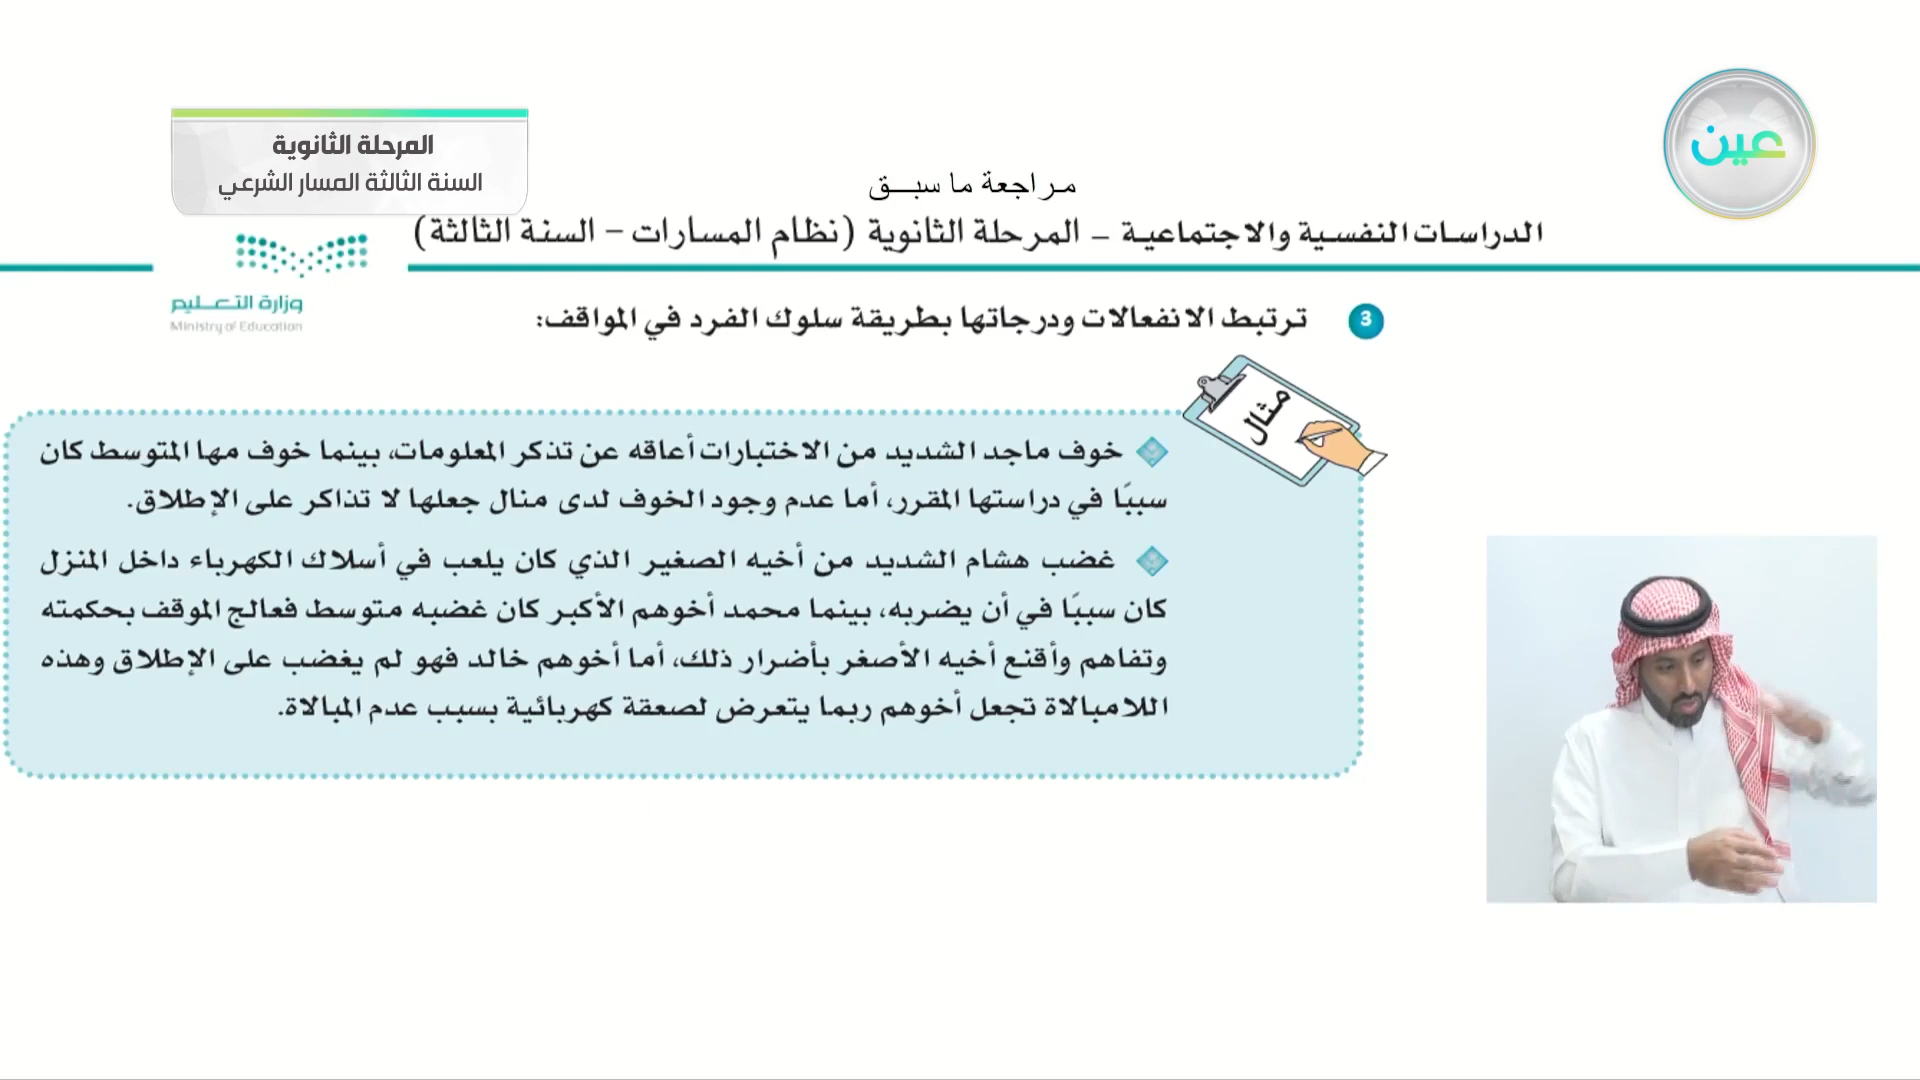 عين
المرحلة الثانوية
السنة الثالثة المسار الشرعي
مراجعة ما سبـــق
الدراسات النفسية والاجتماعية – المرحلة الثانوية (نظام المسارات – السنة الثالثة)
وزارة التعـــليم
Ministry of Education
3 ترتبط الانفعالات ودرجاتها بطريقة سلوك الفرد في المواقف:
مثال
خوف ماجد الشديد من الاختبارات أعاقه عن تذكر المعلومات، بينما خوف مها المتوسط كان
سببًا في دراستها المقرر، أما عدم وجود الخوف لدى منال جعلها لا تذاكر على الإطلاق.
غضب هشام الشديد من أخيه الصغير الذي كان يلعب في أسلاك الكهرباء داخل المنزل
كان سببًا في أن يضربه، بينما محمد أخوهم الأكبر كان غضبه متوسط فعالج الموقف بحكمته
وتفاهم وأقنع أخيه الأصغر بأضرار ذلك، أما أخوهم خالد فهو لم يغضب على الإطلاق وهذه
اللامبالاة تجعل أخوهم ربما يتعرض لصعقة كهربائية بسبب عدم المبالاة.